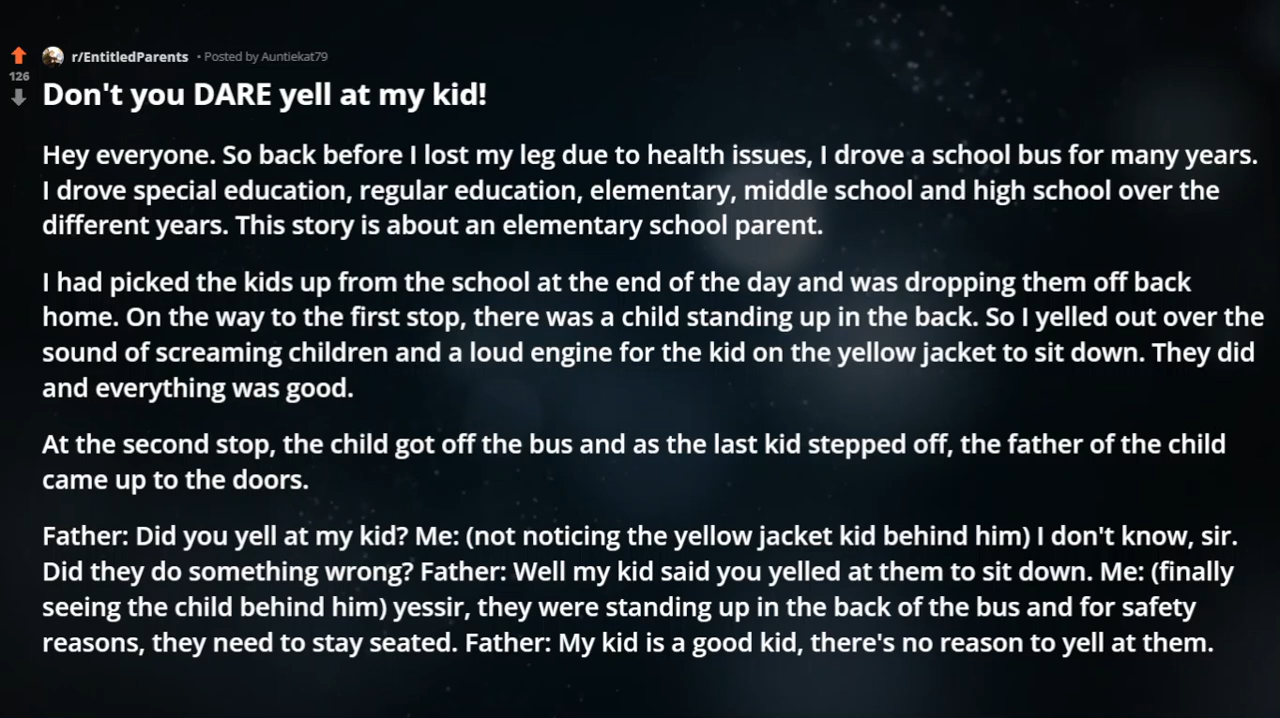 r/EntitledParents • Posted by Auntiekat79
126
Don't you DARE yell at my kid!
Hey everyone. So back before I lost my leg due to health issues, I drove a school bus for many years.
I drove special education, regular education, elementary, middle school and high school over the
different years. This story is about an elementary school parent.
I had picked the kids up from the school at the end of the day and was dropping them off back
home. On the way to the first stop, there was a child standing up in the back. So I yelled out over the
sound of screaming children and a loud engine for the kid on the yellow jacket to sit down. They did
and everything was good.
At the second stop, the child got off the bus and as the last kid stepped off, the father of the child
came up to the doors.
Father: Did you yell at my kid? Me: (not noticing the yellow jacket kid behind him) I don't know, sir.
Did they do something wrong? Father: Well my kid said you yelled at them to sit down. Me: (finally
seeing the child behind him) yessir, they were standing up in the back of the bus and for safety
reasons, they need to stay seated. Father: My kid is a good kid, there's no reason to yell at them.